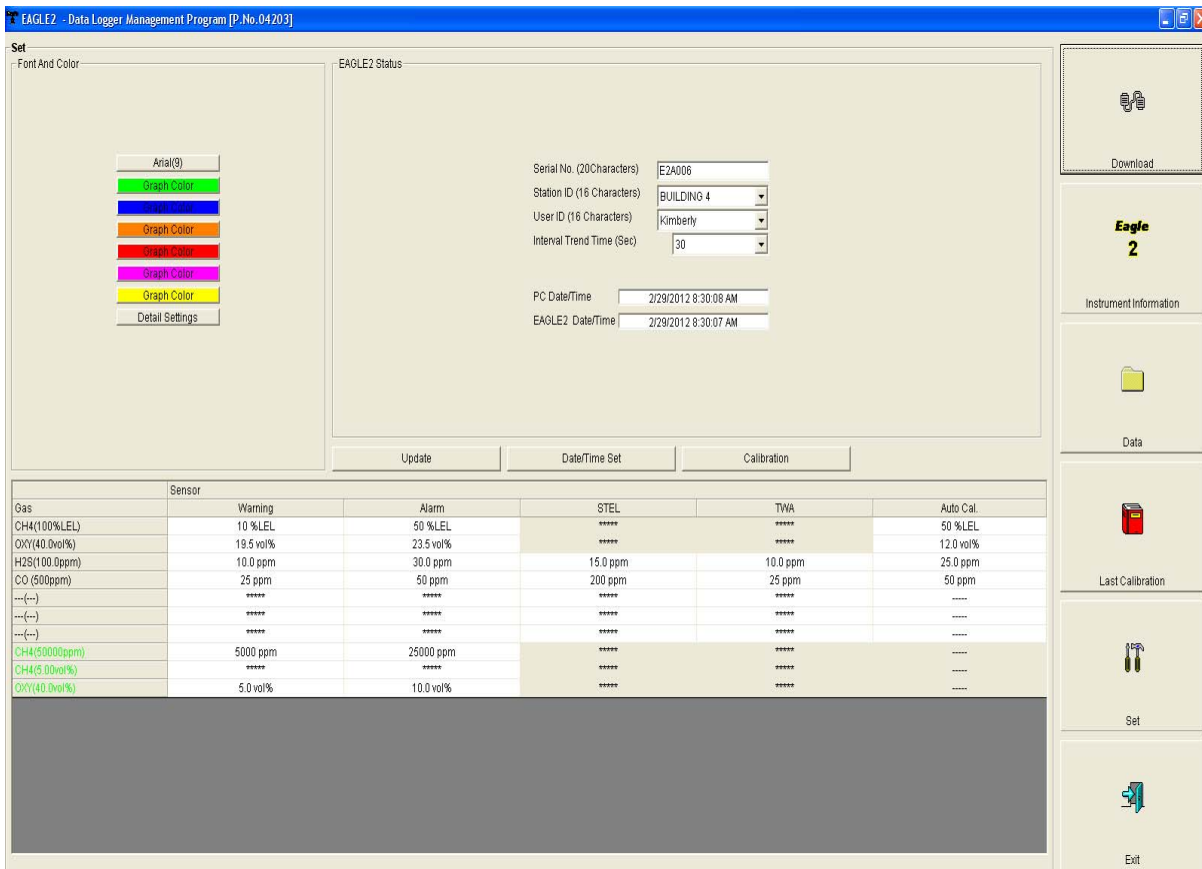 EAGLE2 - Data Logger Management Program [P.No.04203]
Set
Font And Color
Arial(9)
Graph Color
Graph Color
Graph Color
Graph Color
Graph Color
Graph Color
Detail Settings
EAGLE2 Status
Serial No. (20Characters) E2A006
Station ID (16 Characters) BUILDING 4
User ID (16 Characters) Kimberly
Interval Trend Time (Sec) 30
PC Date/Time 2/29/2012 8:30:08 AM
EAGLE2 Date/Time 2/29/2012 8:30:07 AM
Update Date/Time Set Calibration
Sensor
Gas Warning Alarm STEL TWA Auto Cal.
CH4(100%LEL) 10 %LEL 50 %LEL ***** ***** 50 %LEL
OXY(40.0vol%) 19.5 vol% 23.5 vol% ***** ***** 12.0 vol%
H2S(100.0ppm) 10.0 ppm 30.0 ppm 15.0 ppm 10.0 ppm 25.0 ppm
CO (500ppm) 25 ppm 50 ppm 200 ppm 25 ppm 50 ppm
---(---) ***** ***** ***** ***** -----
---(---) ***** ***** ***** ***** -----
---(---) ***** ***** ***** ***** -----
CH4(50000ppm) 5000 ppm 25000 ppm ***** ***** -----
CH4(5.00vol%) ***** ***** ***** ***** -----
OXY(40.0vol%) 5.0 vol% 10.0 vol% ***** ***** -----
Download
Eagle
2
Instrument Information
Data
Last Calibration
Set
Exit